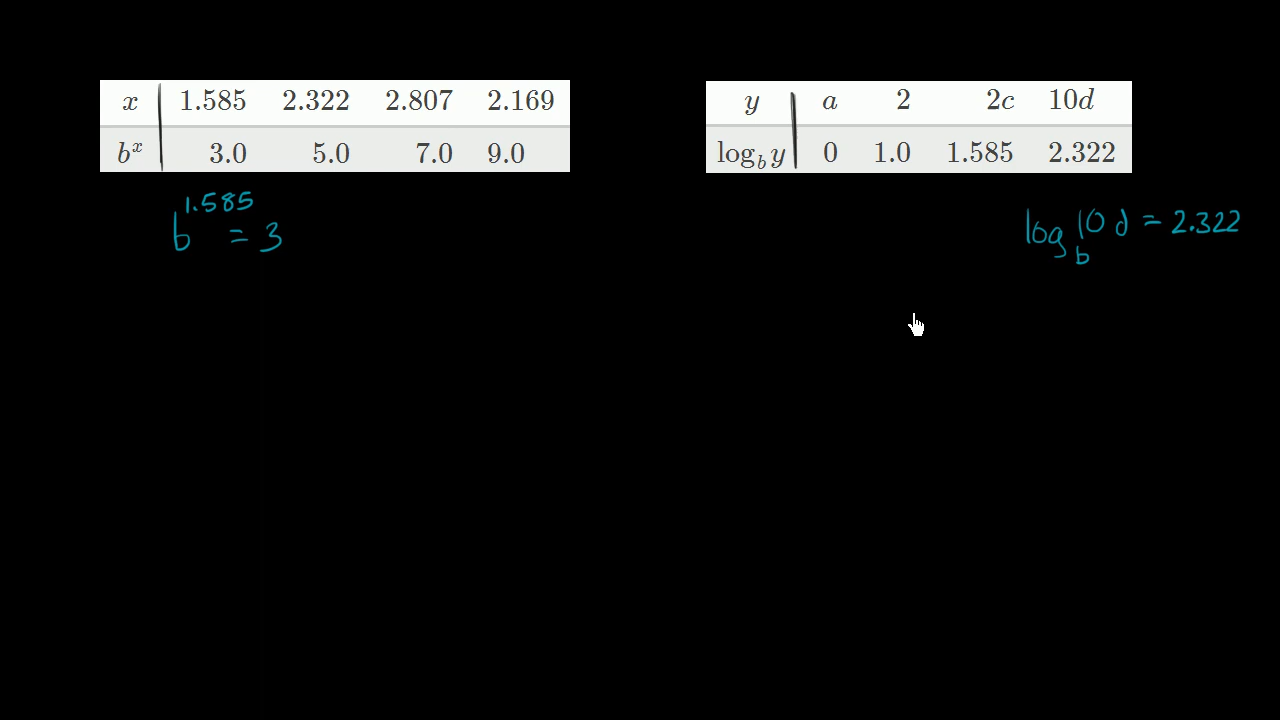 x 1.585 2.322 2.807 2.169
bˣ 3.0 5.0 7.0 9.0
y a 2 2c 10d
log_b y 0 1.0 1.585 2.322
b^1.585 = 3
log_b 10d = 2.322